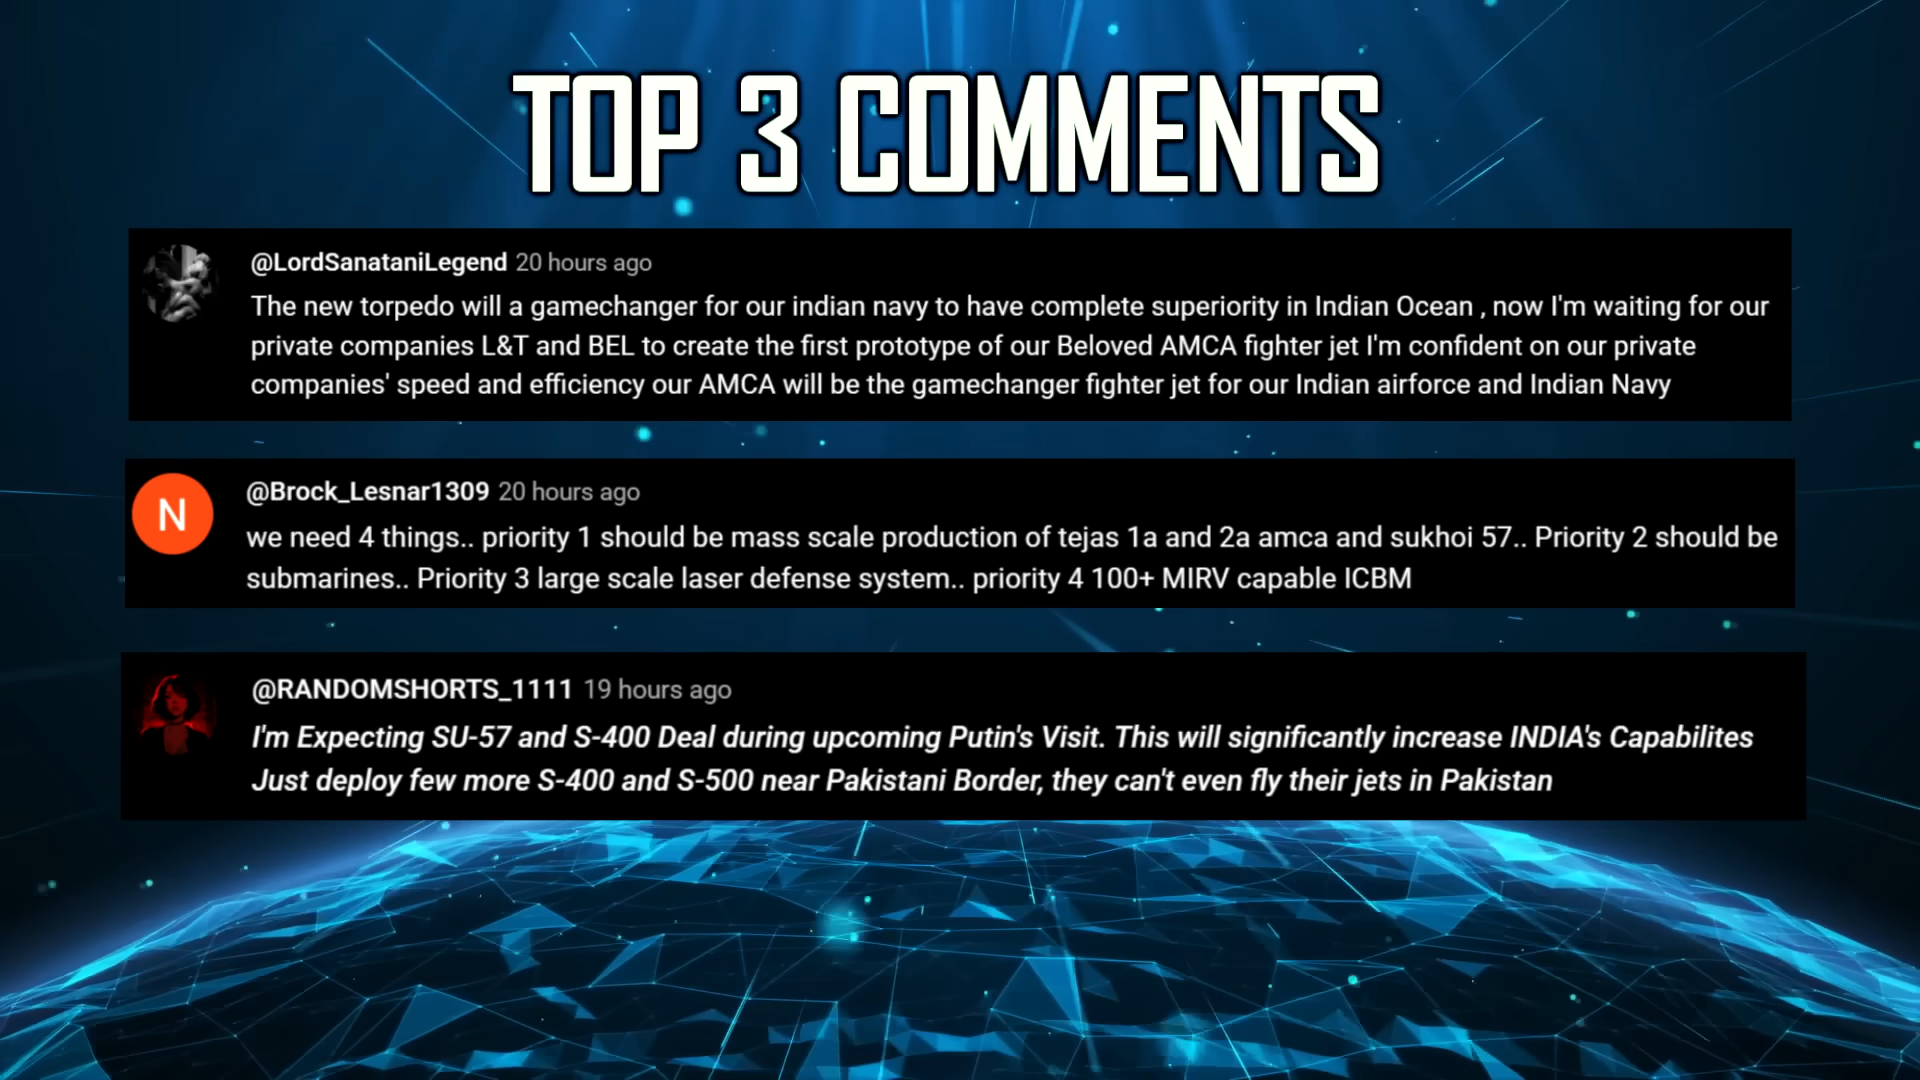 TOP 3 COMMENTS
@LordSanataniLegend 20 hours ago
The new torpedo will a gamechanger for our indian navy to have complete superiority in Indian Ocean , now I'm waiting for our
private companies L&T and BEL to create the first prototype of our Beloved AMCA fighter jet I'm confident on our private
companies' speed and efficiency our AMCA will be the gamechanger fighter jet for our Indian airforce and Indian Navy
N
@Brock_Lesnar1309 20 hours ago
we need 4 things.. priority 1 should be mass scale production of tejas 1a and 2a amca and sukhoi 57.. Priority 2 should be
submarines.. Priority 3 large scale laser defense system.. priority 4 100+ MIRV capable ICBM
@RANDOMSHORTS_1111 19 hours ago
I'm Expecting SU-57 and S-400 Deal during upcoming Putin's Visit. This will significantly increase INDIA's Capabilites
Just deploy few more S-400 and S-500 near Pakistani Border, they can't even fly their jets in Pakistan